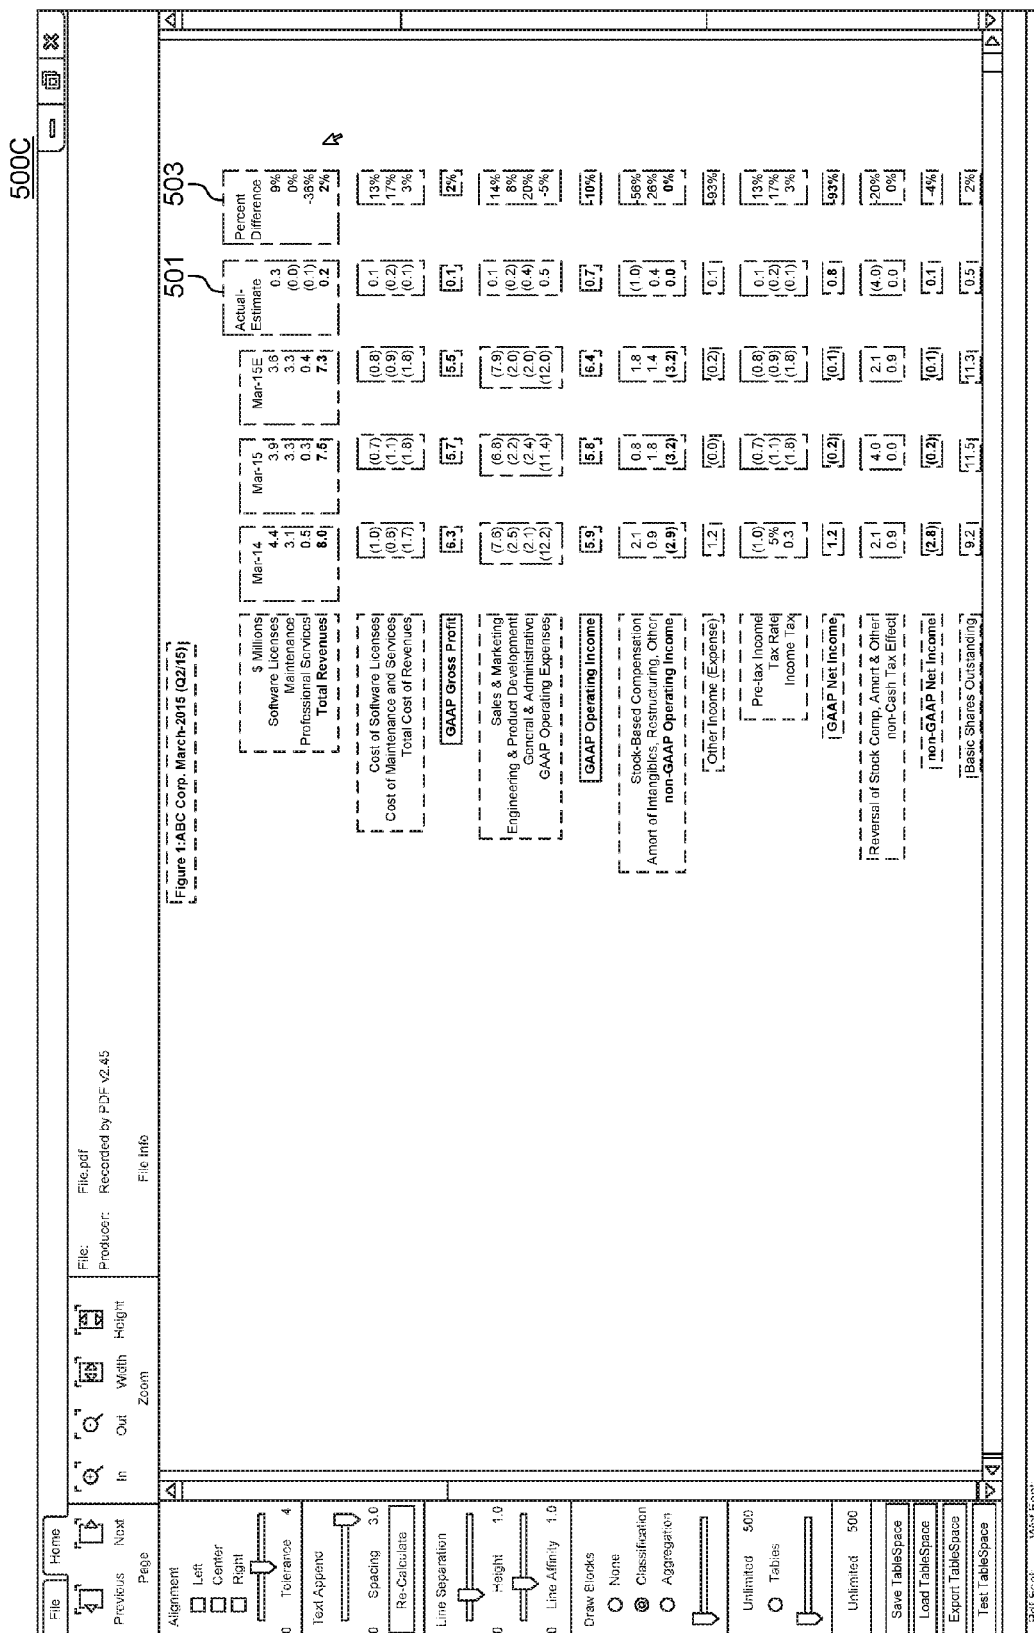 500C
File Home
Previous Next
Page
In Out Width Height
Zoom
File: File.pdf
Producer: Recorded by PDF v2.45
File Info
Alignment
Left
Center
Right
0 Tolerance 4
Text Append
0 Spacing 3.0
Re-Calculate
Line Separation
0 Height 1.0
0 Line Affinity 1.0
Draw Blocks
None
Classification
Aggregation
Unlimited 500
Tables
Unlimited 500
Save TableSpace
Load TableSpace
Export TableSpace
Test TableSpace
501 503
Figure 1:ABC Corp. March-2015 (Q2/15)
$ Millions Mar-14 Mar-15 Mar-15E Actual-Estimate Percent Difference
Software Licenses 4.4 3.9 3.6 0.3 9%
Maintenance 3.1 3.3 3.3 (0.0) 0%
Professional Services 0.5 0.3 0.4 (0.1) -36%
Total Revenues 8.0 7.5 7.3 0.2 2%
Cost of Software Licenses (1.0) (0.7) (0.8) 0.1 13%
Cost of Maintenance and Services (0.6) (1.1) (0.9) (0.2) 17%
Total Cost of Revenues (1.7) (1.8) (1.8) (0.1) 3%
GAAP Gross Profit 6.3 5.7 5.5 0.1 2%
Sales & Marketing (7.6) (6.8) (7.9) 0.1 14%
Engineering & Product Development (2.5) (2.2) (2.0) (0.2) 8%
General & Administrative (2.1) (2.4) (2.0) (0.4) 20%
GAAP Operating Expenses (12.2) (11.4) (12.0) 0.5 -5%
GAAP Operating Income 5.9 5.8 6.4 0.7 -10%
Stock-Based Compensation 2.1 0.8 1.8 (1.0) -56%
Amort of Intangibles, Restructuring, Other 0.9 1.8 1.4 0.4 26%
non-GAAP Operating Income (2.9) (3.2) (3.2) 0.0 0%
Other Income (Expense) 1.2 (0.0) (0.2) 0.1 -93%
Pre-tax Income (1.0) (0.7) (0.8) 0.1 13%
Tax Rate 5% (1.1) (0.9) (0.2) 17%
Income Tax 0.3 (1.8) (1.8) (0.1) 3%
GAAP Net Income 1.2 (0.2) (0.1) 0.8 -93%
Reversal of Stock Comp, Amort & Other 2.1 4.0 2.1 (4.0) -20%
non-Cash Tax Effect 0.9 0.0 0.9 0.0 0%
non-GAAP Net Income (2.8) (0.2) (0.1) 0.1 -4%
Basic Shares Outstanding 9.2 11.5 11.3 0.5 2%